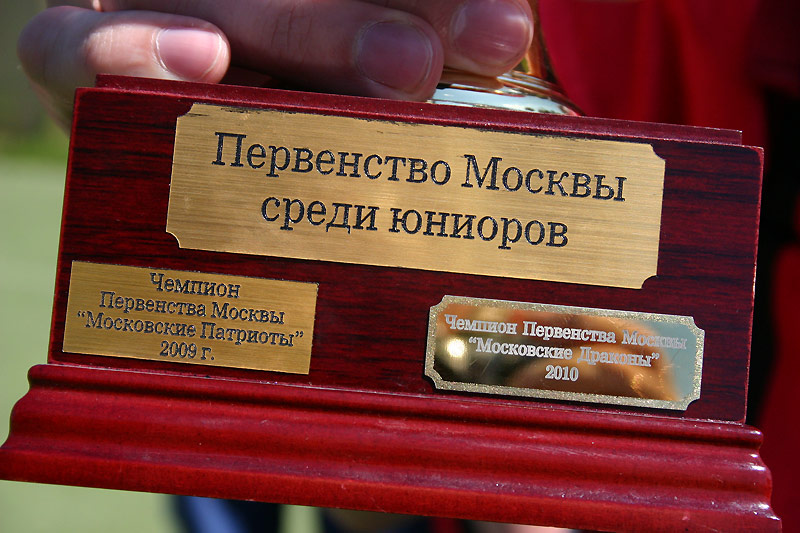 Первенство Москвы
среди юниоров
Чемпион
Первенства Москвы
“Московские Патриоты”
2009 г.
Чемпион Первенства Москвы
“Московские Драконы”
2010